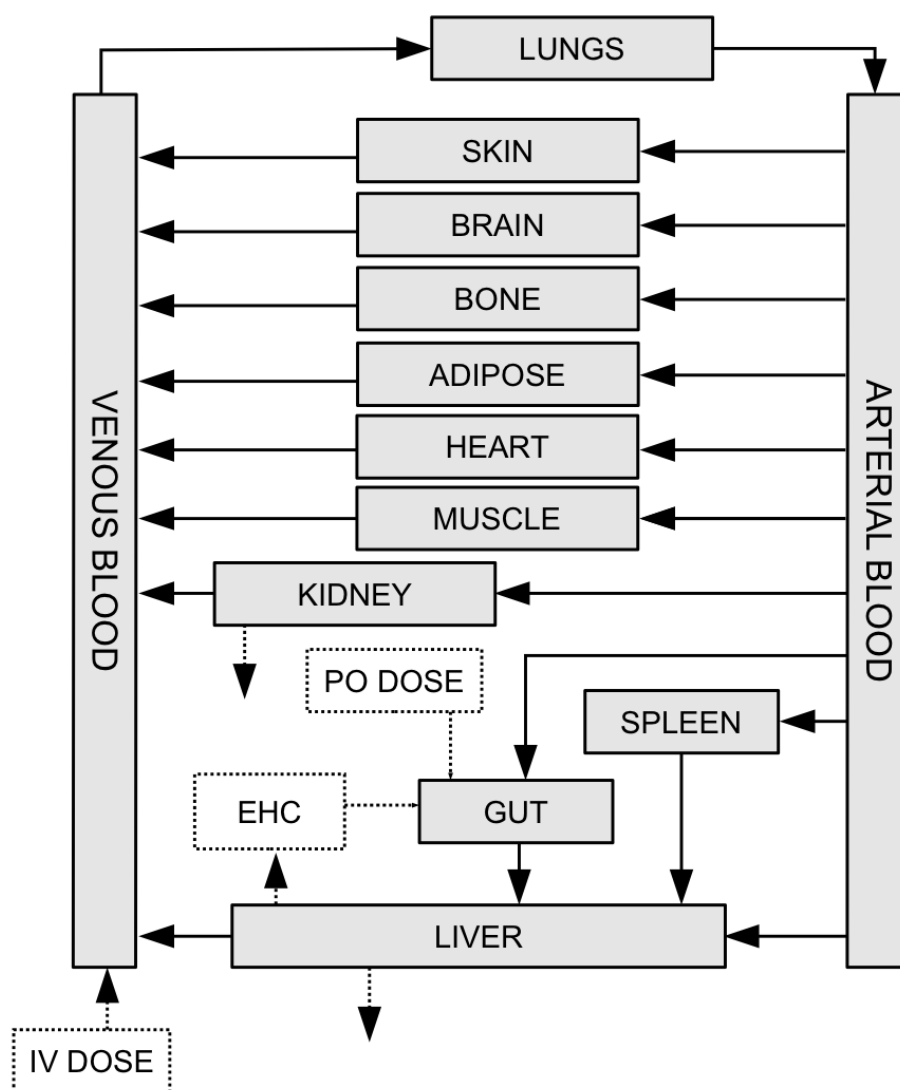 LUNGS
SKIN
BRAIN
BONE
ADIPOSE
HEART
MUSCLE
VENOUS BLOOD
ARTERIAL BLOOD
KIDNEY
PO DOSE
SPLEEN
EHC
GUT
LIVER
IV DOSE